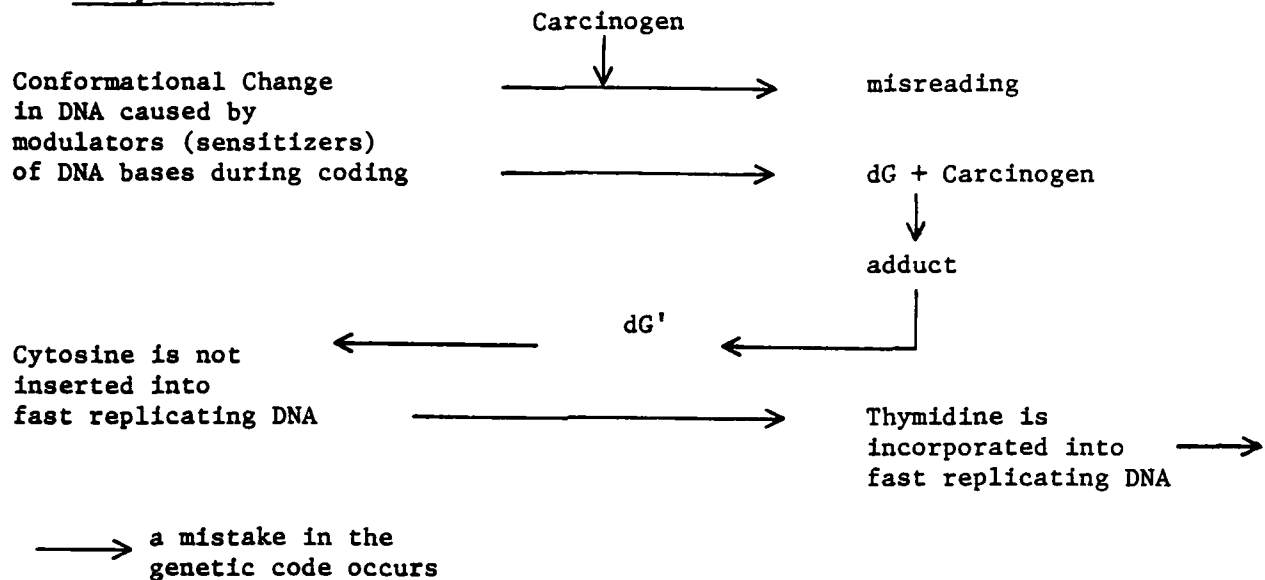 Carcinogen
Conformational Change
in DNA caused by
modulators (sensitizers)
of DNA bases during coding
misreading
dG + Carcinogen
adduct
dG'
Cytosine is not
inserted into
fast replicating DNA
Thymidine is
incorporated into
fast replicating DNA
a mistake in the
genetic code occurs